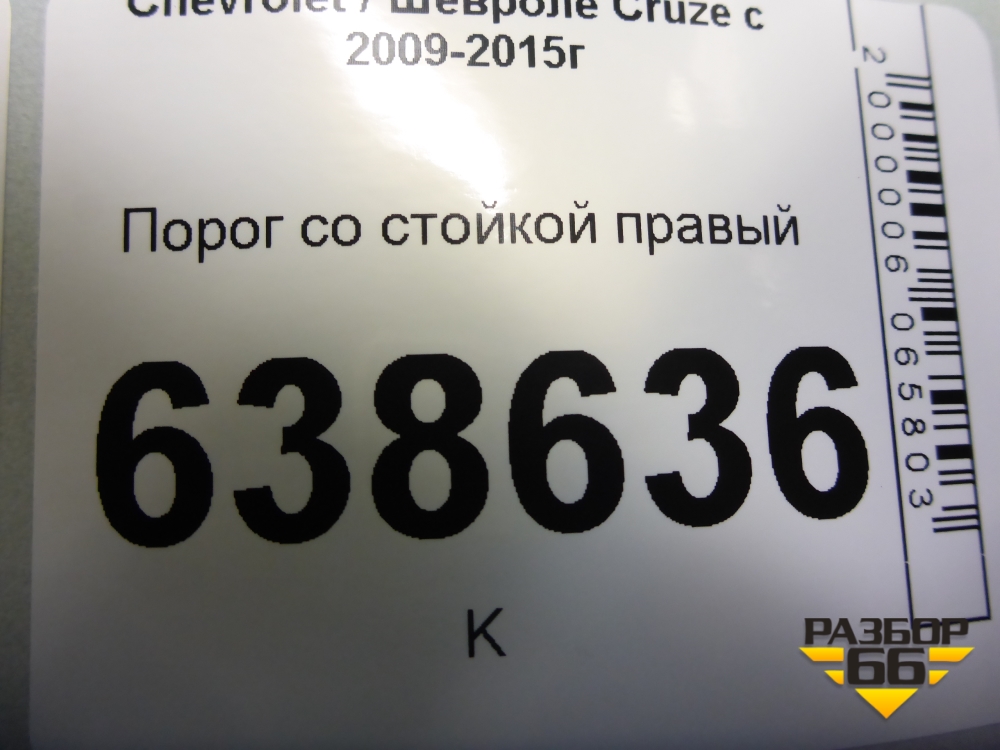 Chevrolet / Шевроле Cruze с
2009-2015г
Порог со стойкой правый
638636
К
2000006065803
РАЗБОР
66